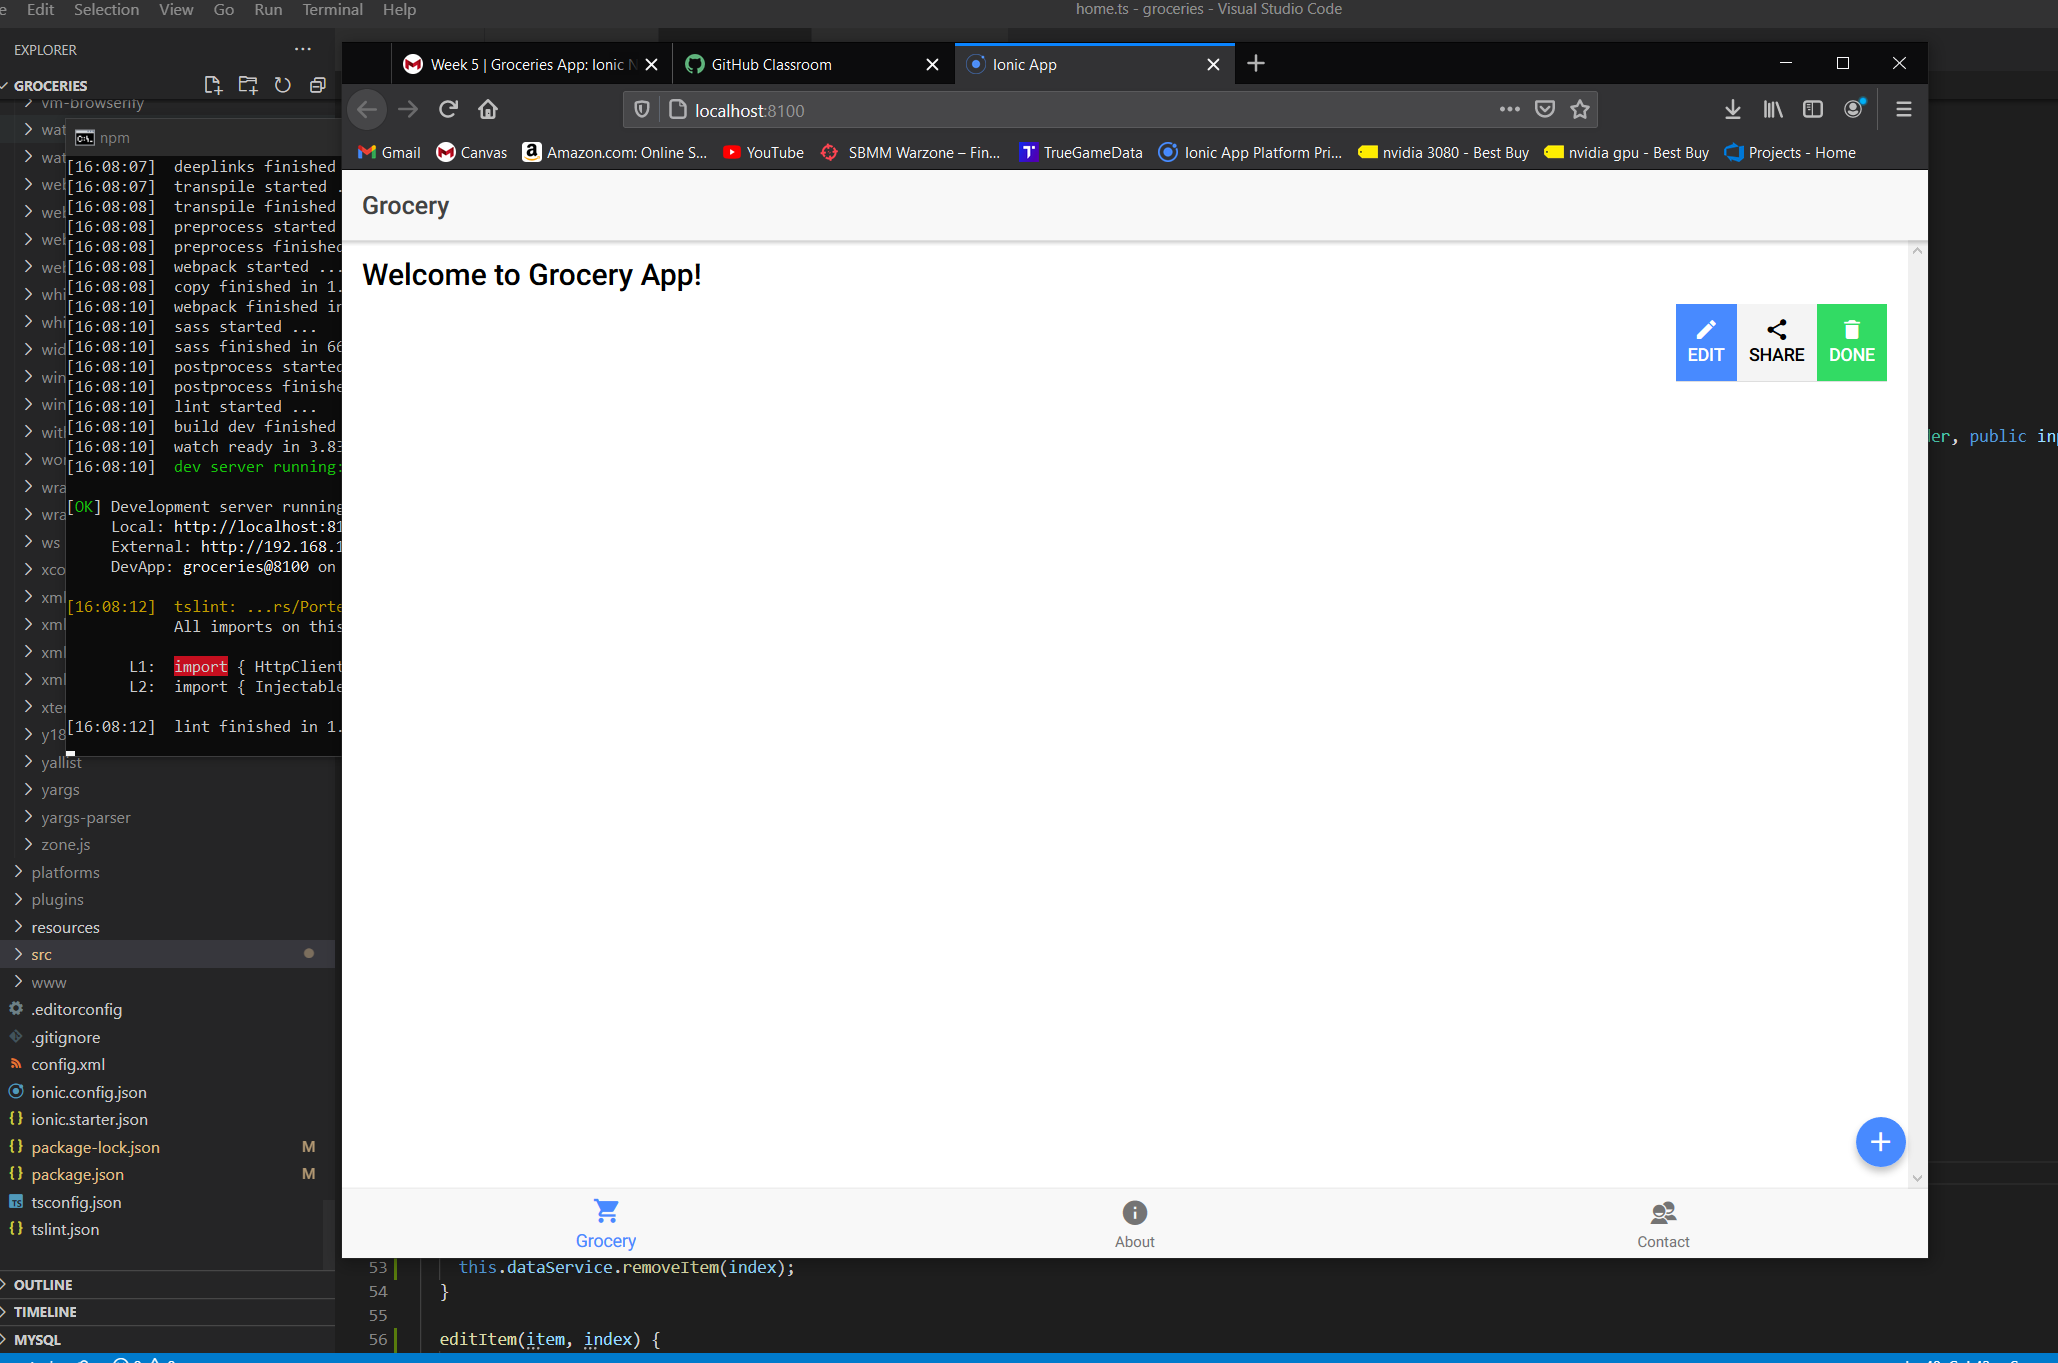 Edit Selection View Go Run Terminal Help
home.ts - groceries - Visual Studio Code
EXPLORER
GROCERIES
vm-browserify
wat
wat
web
web
web
web
whi
whi
wid
win
win
with
wor
wra
wra
ws
xco
xml
xml
xml
xml
xte
y18
yallist
yargs
yargs-parser
zone.js
platforms
plugins
resources
src
www
.editorconfig
.gitignore
config.xml
ionic.config.json
ionic.starter.json
package-lock.json M
package.json M
tsconfig.json
tslint.json
OUTLINE
TIMELINE
MYSQL
npm
[16:08:07] deeplinks finished
[16:08:07] transpile started .
[16:08:08] transpile finished
[16:08:08] preprocess started
[16:08:08] preprocess finished
[16:08:08] webpack started ...
[16:08:08] copy finished in 1.
[16:08:10] webpack finished in
[16:08:10] sass started ...
[16:08:10] sass finished in 66
[16:08:10] postprocess started
[16:08:10] postprocess finishe
[16:08:10] lint started ...
[16:08:10] build dev finished
[16:08:10] watch ready in 3.83
[16:08:10] dev server running:
[OK] Development server running
Local: http://localhost:81
External: http://192.168.1
DevApp: groceries@8100 on
[16:08:12] tslint: ...rs/Porte
All imports on this
L1: import { HttpClient
L2: import { Injectable
[16:08:12] lint finished in 1.
Week 5 | Groceries App: Ionic N
GitHub Classroom
Ionic App
localhost:8100
Gmail Canvas Amazon.com: Online S... YouTube SBMM Warzone – Fin... TrueGameData Ionic App Platform Pri... nvidia 3080 - Best Buy nvidia gpu - Best Buy Projects - Home
Grocery
Welcome to Grocery App!
EDIT SHARE DONE
Grocery About Contact
der, public inp
53 this.dataService.removeItem(index);
54 }
55
56 editItem(item, index) {